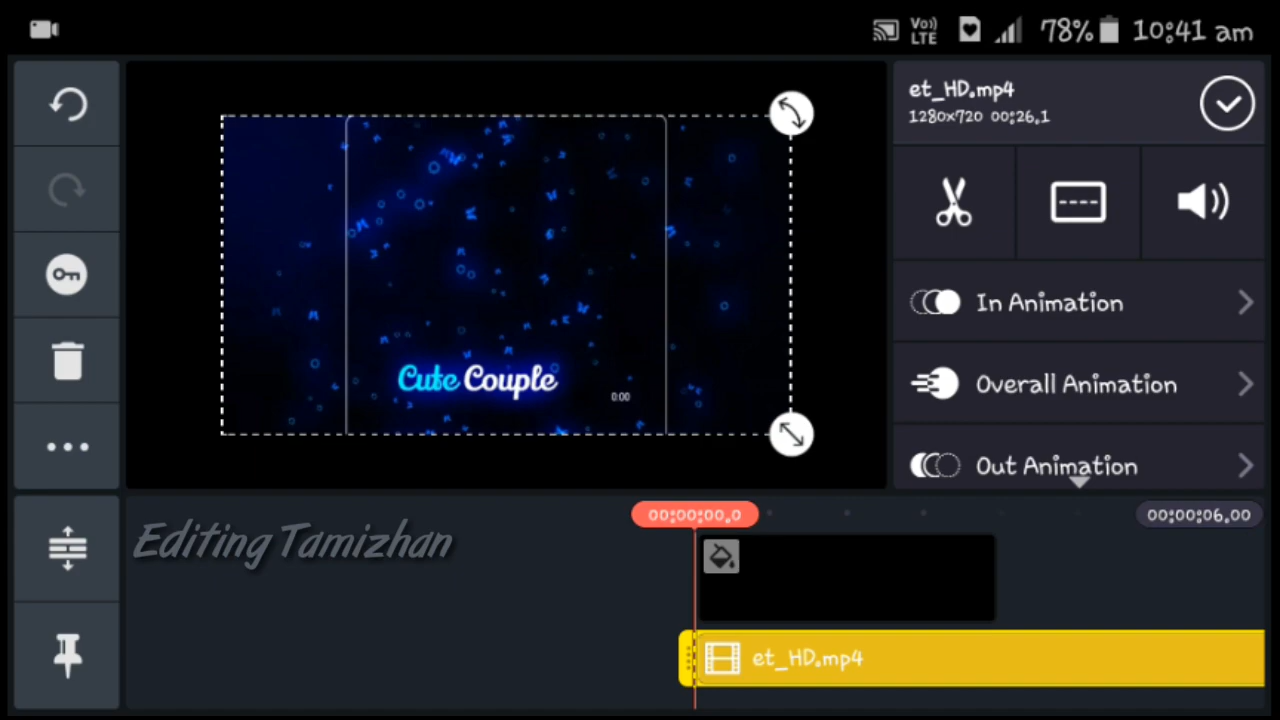 Vo)) LTE 78% 10:41 am
et_HD.mp4
1280x720 00:26.1
In Animation
Overall Animation
Out Animation
Cute Couple
0:00
Editing Tamizhan
00:00:00.0
00:00:06.00
et_HD.mp4